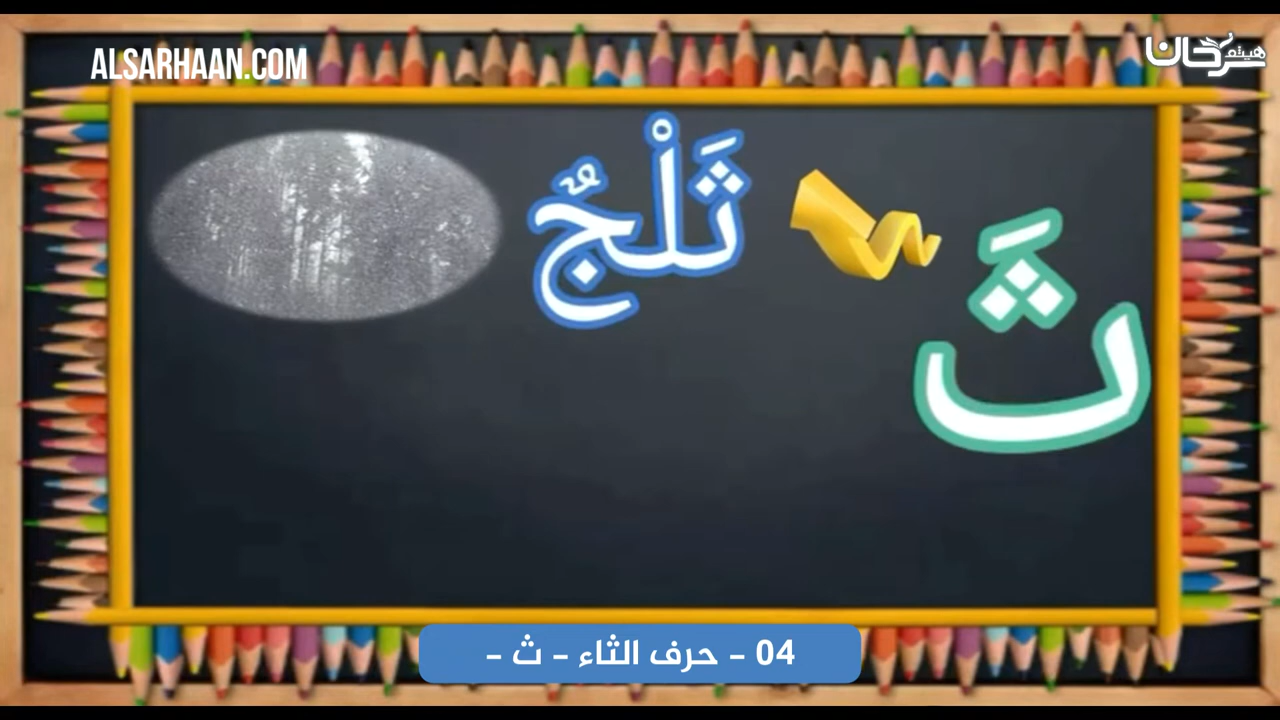 ALSARHAAN.COM
هيثم سرحان
ثَلْجٌ
ثَ
04 - حرف الثاء - ث -